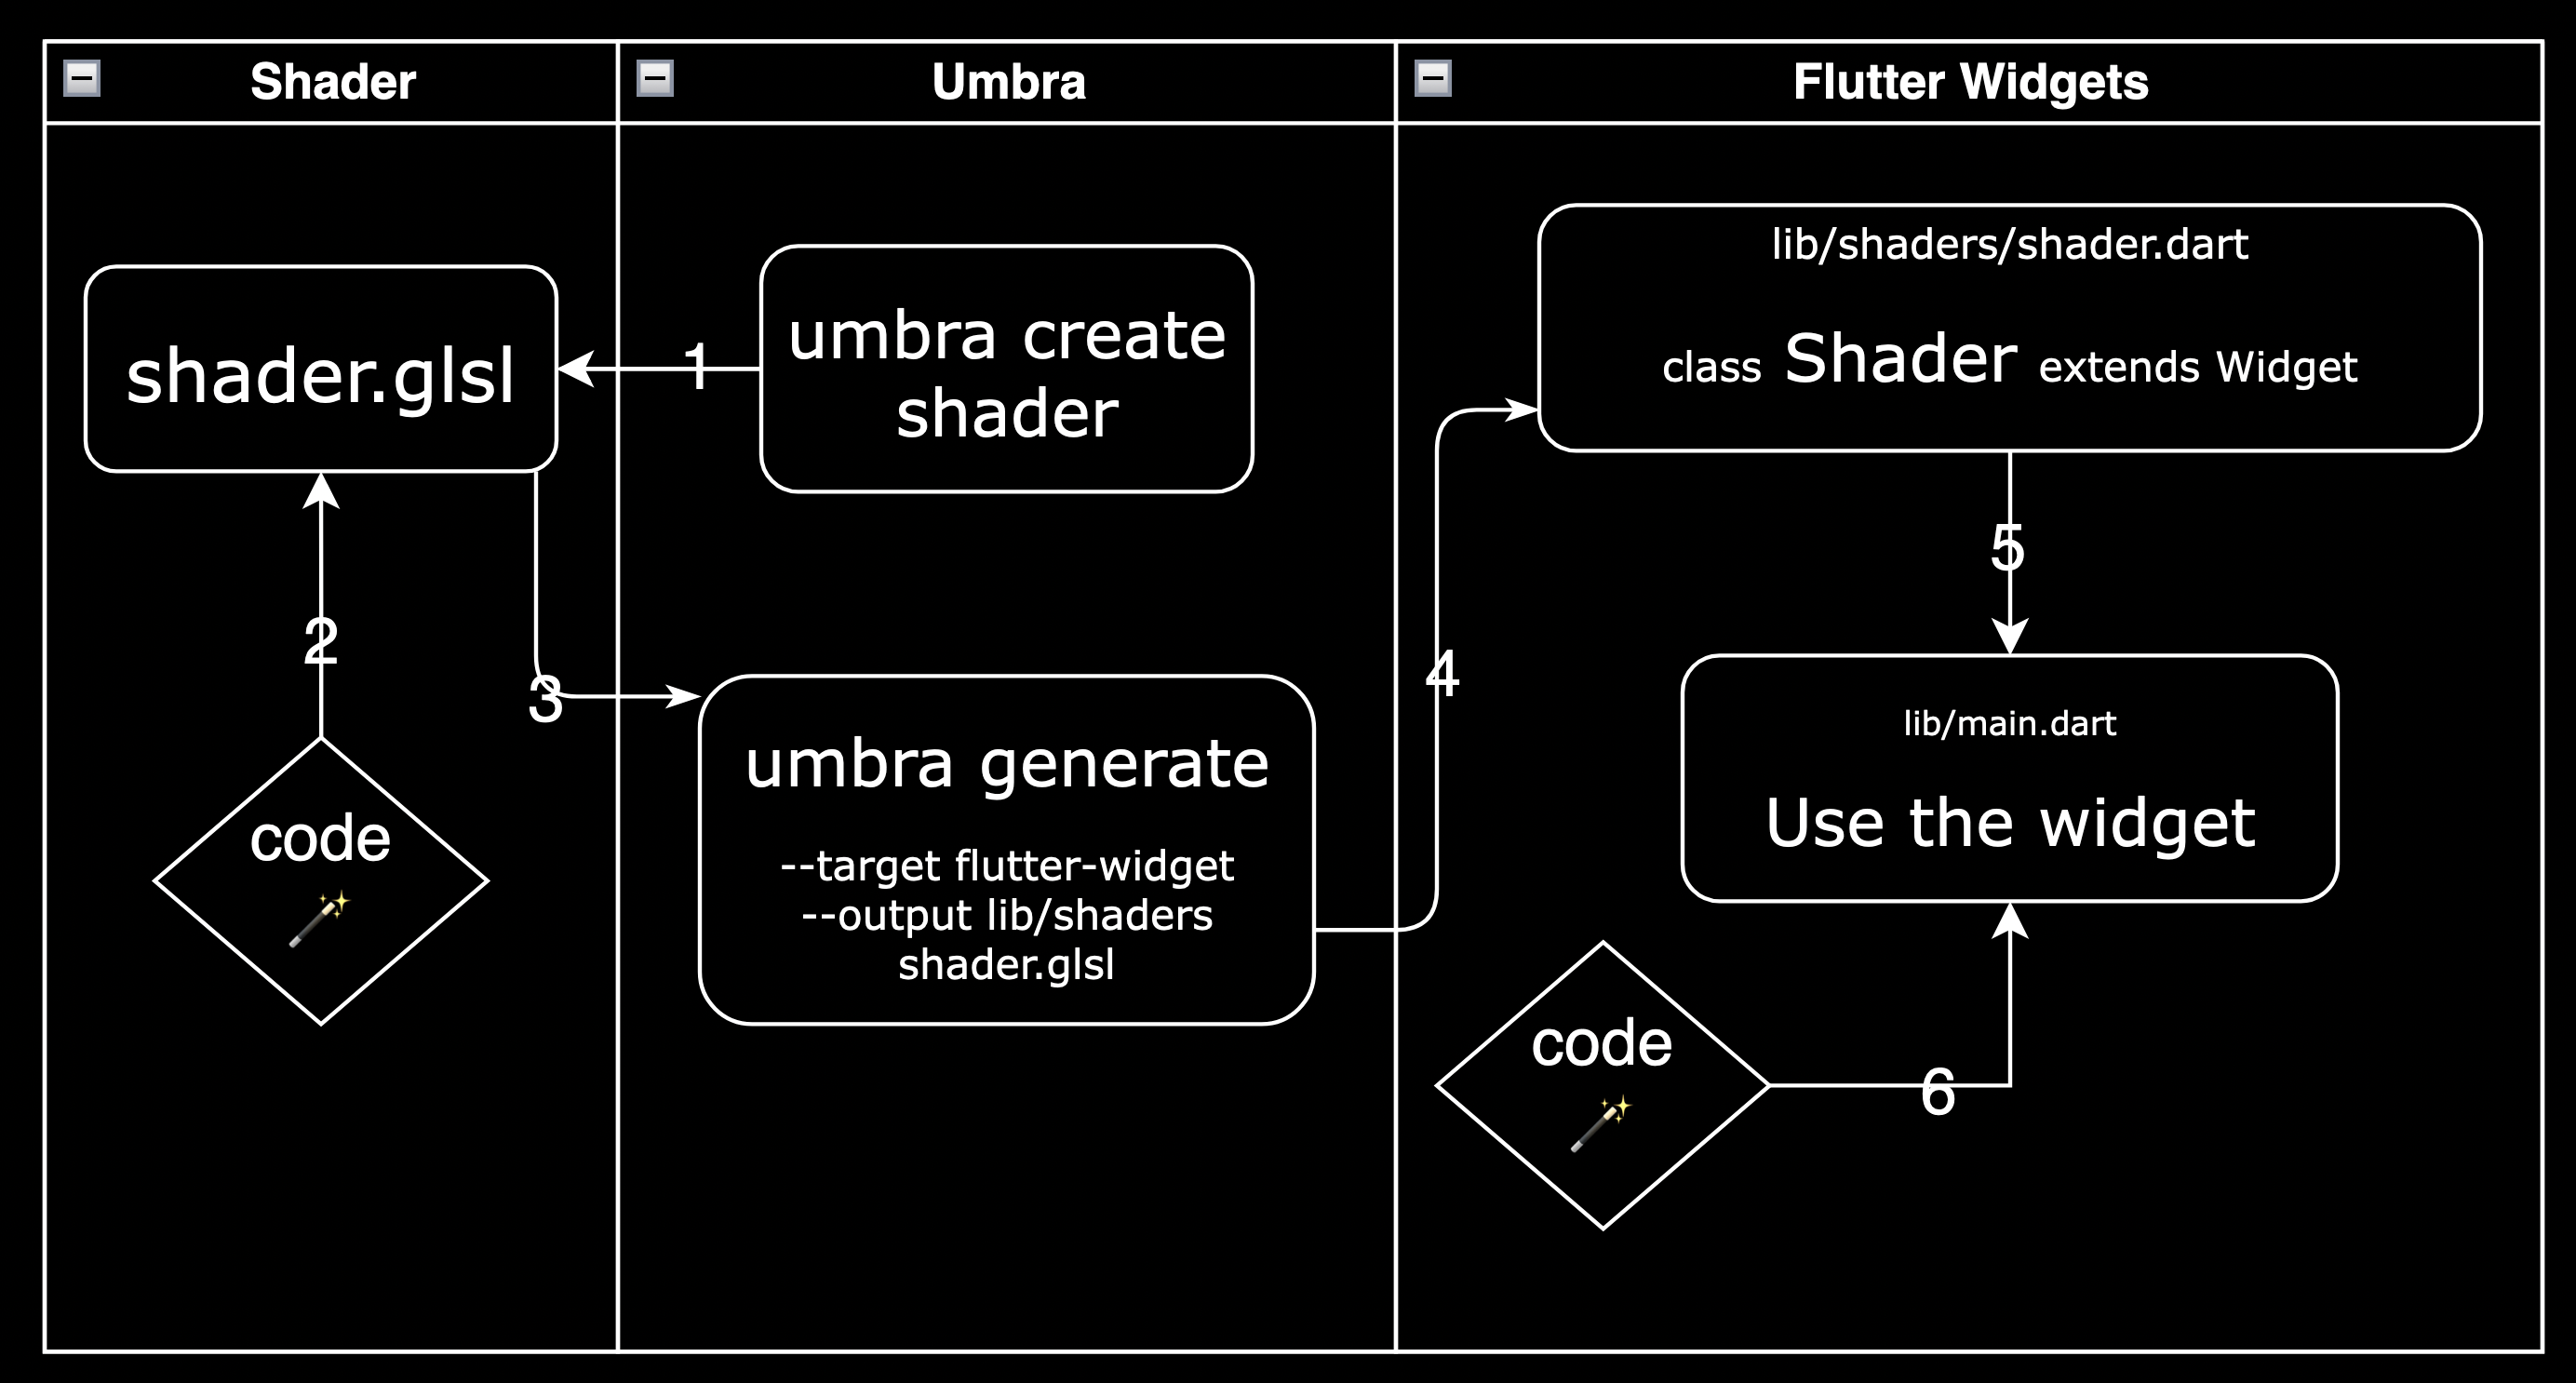 Shader
Umbra
Flutter Widgets
shader.glsl
1
umbra create
shader
lib/shaders/shader.dart
class Shader extends Widget
2
3
4
5
code
umbra generate
--target flutter-widget
--output lib/shaders
shader.glsl
lib/main.dart
Use the widget
code
6